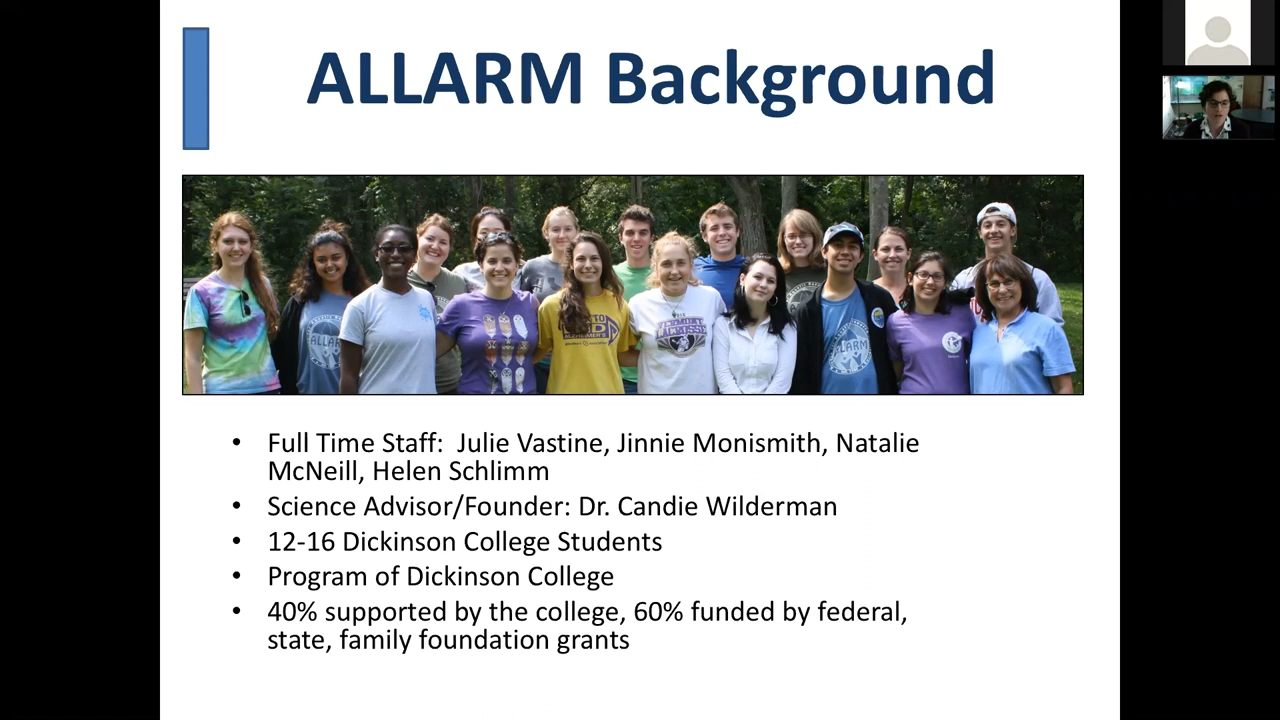 ALLARM Background
ALLARM
ALLARM
• Full Time Staff:  Julie Vastine, Jinnie Monismith, Natalie
McNeill, Helen Schlimm
• Science Advisor/Founder: Dr. Candie Wilderman
• 12-16 Dickinson College Students
• Program of Dickinson College
• 40% supported by the college, 60% funded by federal,
state, family foundation grants